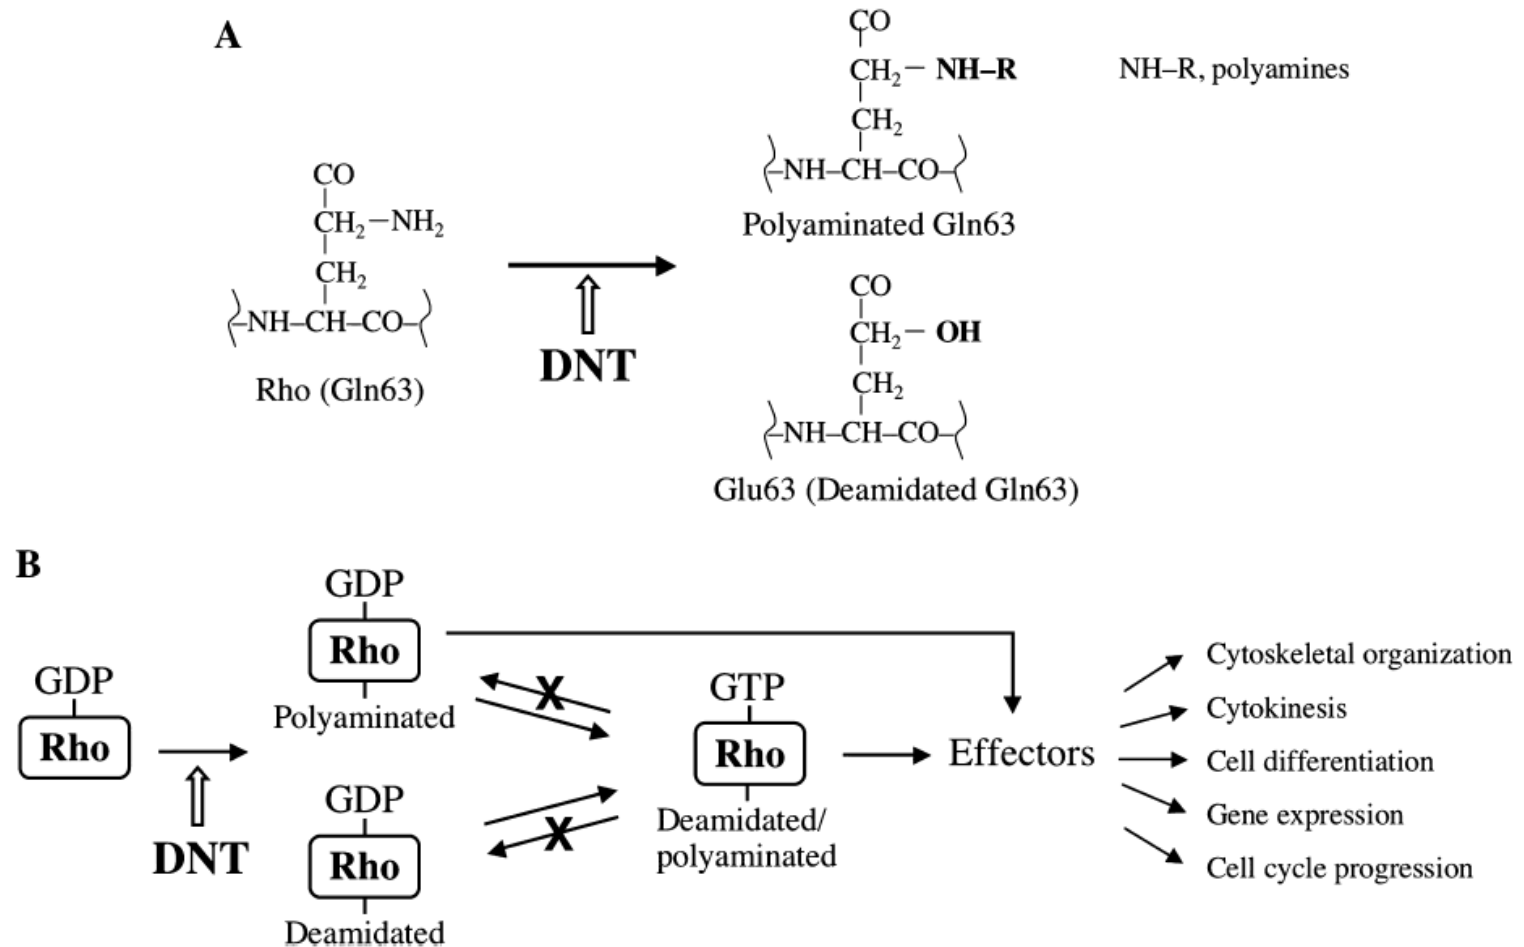 A
CO
CH2–NH–R
NH–R, polyamines
CH2
NH–CH–CO
Polyaminated Gln63
CO
CH2–NH2
CH2
NH–CH–CO
Rho (Gln63)
DNT
CO
CH2–OH
CH2
NH–CH–CO
Glu63 (Deamidated Gln63)
B
GDP
Rho
DNT
GDP
Rho
Polyaminated
X
GDP
Rho
Deamidated
X
GTP
Rho
Deamidated/
polyaminated
Effectors
Cytoskeletal organization
Cytokinesis
Cell differentiation
Gene expression
Cell cycle progression